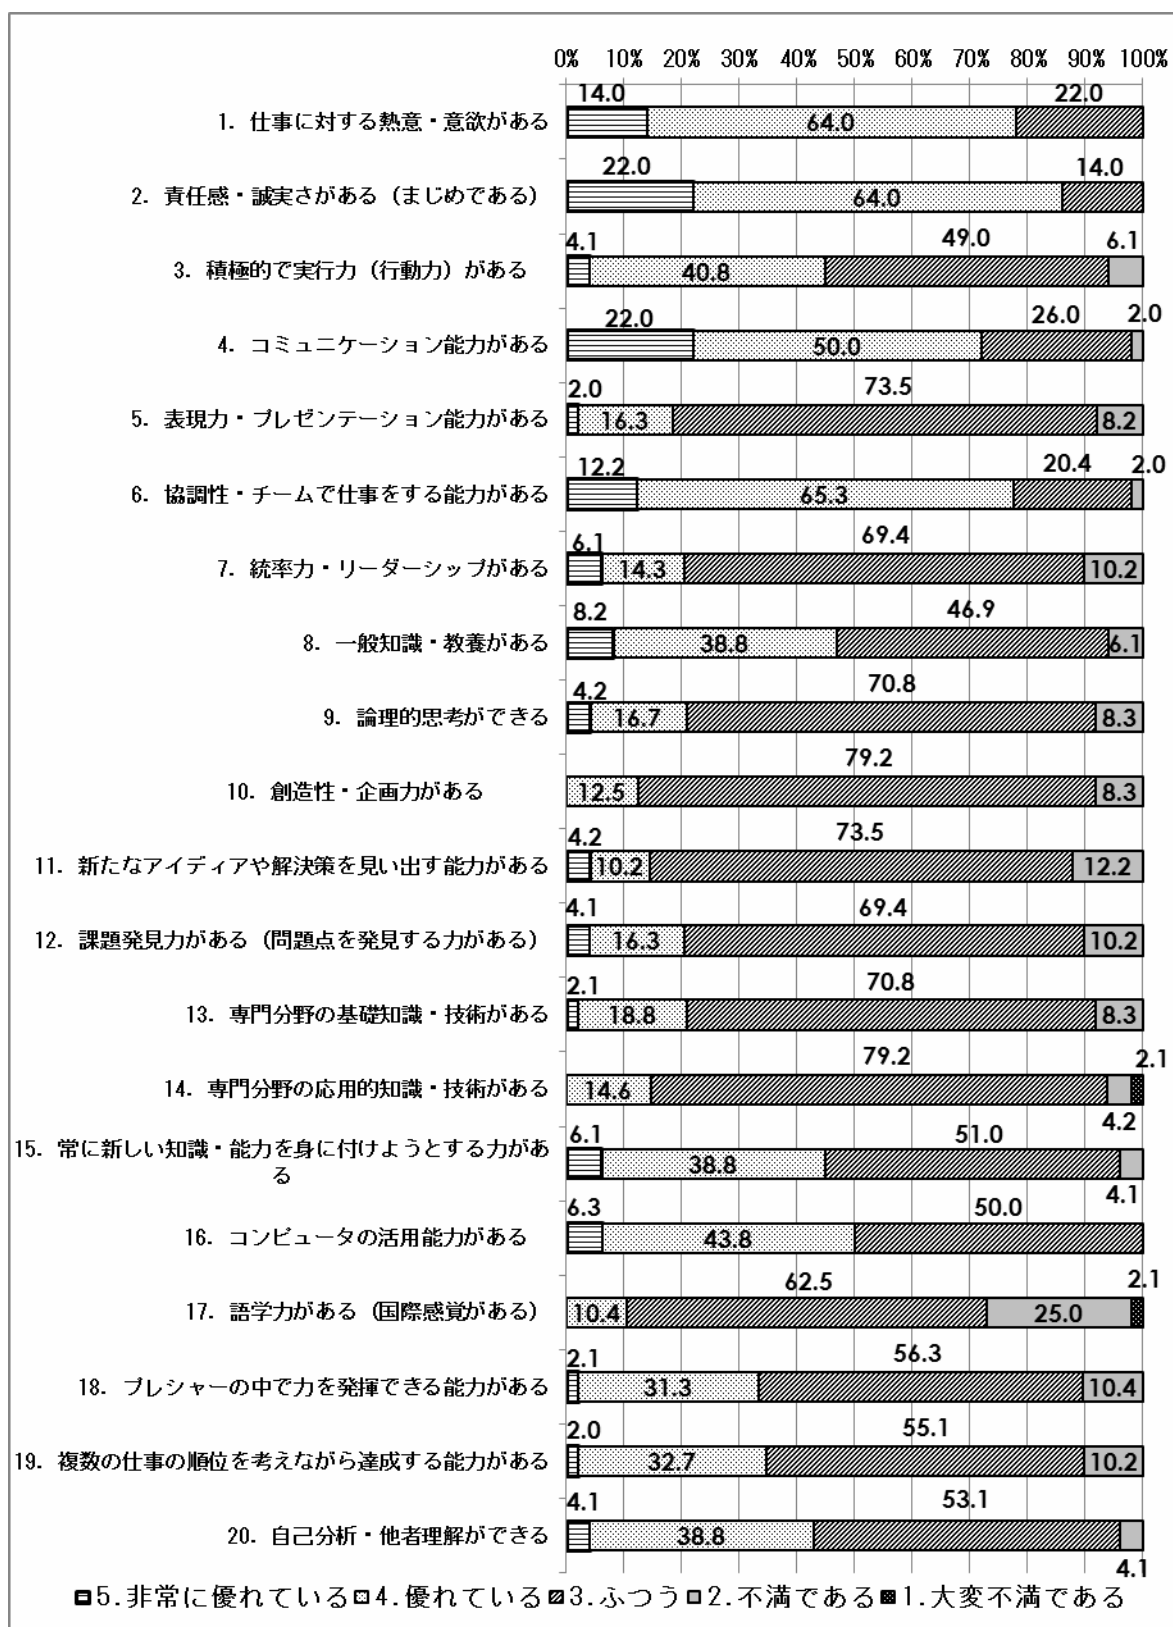 0% 10% 20% 30% 40% 50% 60% 70% 80% 90% 100%
14.0 22.0
1. 仕事に対する熱意・意欲がある 64.0
22.0 14.0
2. 責任感・誠実さがある（まじめである） 64.0
4.1 49.0 6.1
3. 積極的で実行力（行動力）がある 40.8
22.0 26.0 2.0
4. コミュニケーション能力がある 50.0
2.0 73.5
5. 表現力・プレゼンテーション能力がある 16.3 8.2
12.2 20.4 2.0
6. 協調性・チームで仕事をする能力がある 65.3
6.1 69.4
7. 統率力・リーダーシップがある 14.3 10.2
8.2 46.9
8. 一般知識・教養がある 38.8 6.1
4.2 70.8
9. 論理的思考ができる 16.7 8.3
79.2
10. 創造性・企画力がある 12.5 8.3
4.2 73.5
11. 新たなアイディアや解決策を見い出す能力がある 10.2 12.2
4.1 69.4
12. 課題発見力がある（問題点を発見する力がある） 16.3 10.2
2.1 70.8
13. 専門分野の基礎知識・技術がある 18.8 8.3
79.2 2.1
14. 専門分野の応用的知識・技術がある 14.6
6.1 51.0 4.2
15. 常に新しい知識・能力を身に付けようとする力があ
る 38.8
6.3 50.0 4.1
16. コンピュータの活用能力がある 43.8
62.5 2.1
17. 語学力がある（国際感覚がある） 10.4 25.0
2.1 56.3
18. プレシャーの中で力を発揮できる能力がある 31.3 10.4
2.0 55.1
19. 複数の仕事の順位を考えながら達成する能力がある 32.7 10.2
4.1 53.1
20. 自己分析・他者理解ができる 38.8
4.1
5.非常に優れている 4.優れている 3.ふつう 2.不満である 1.大変不満である